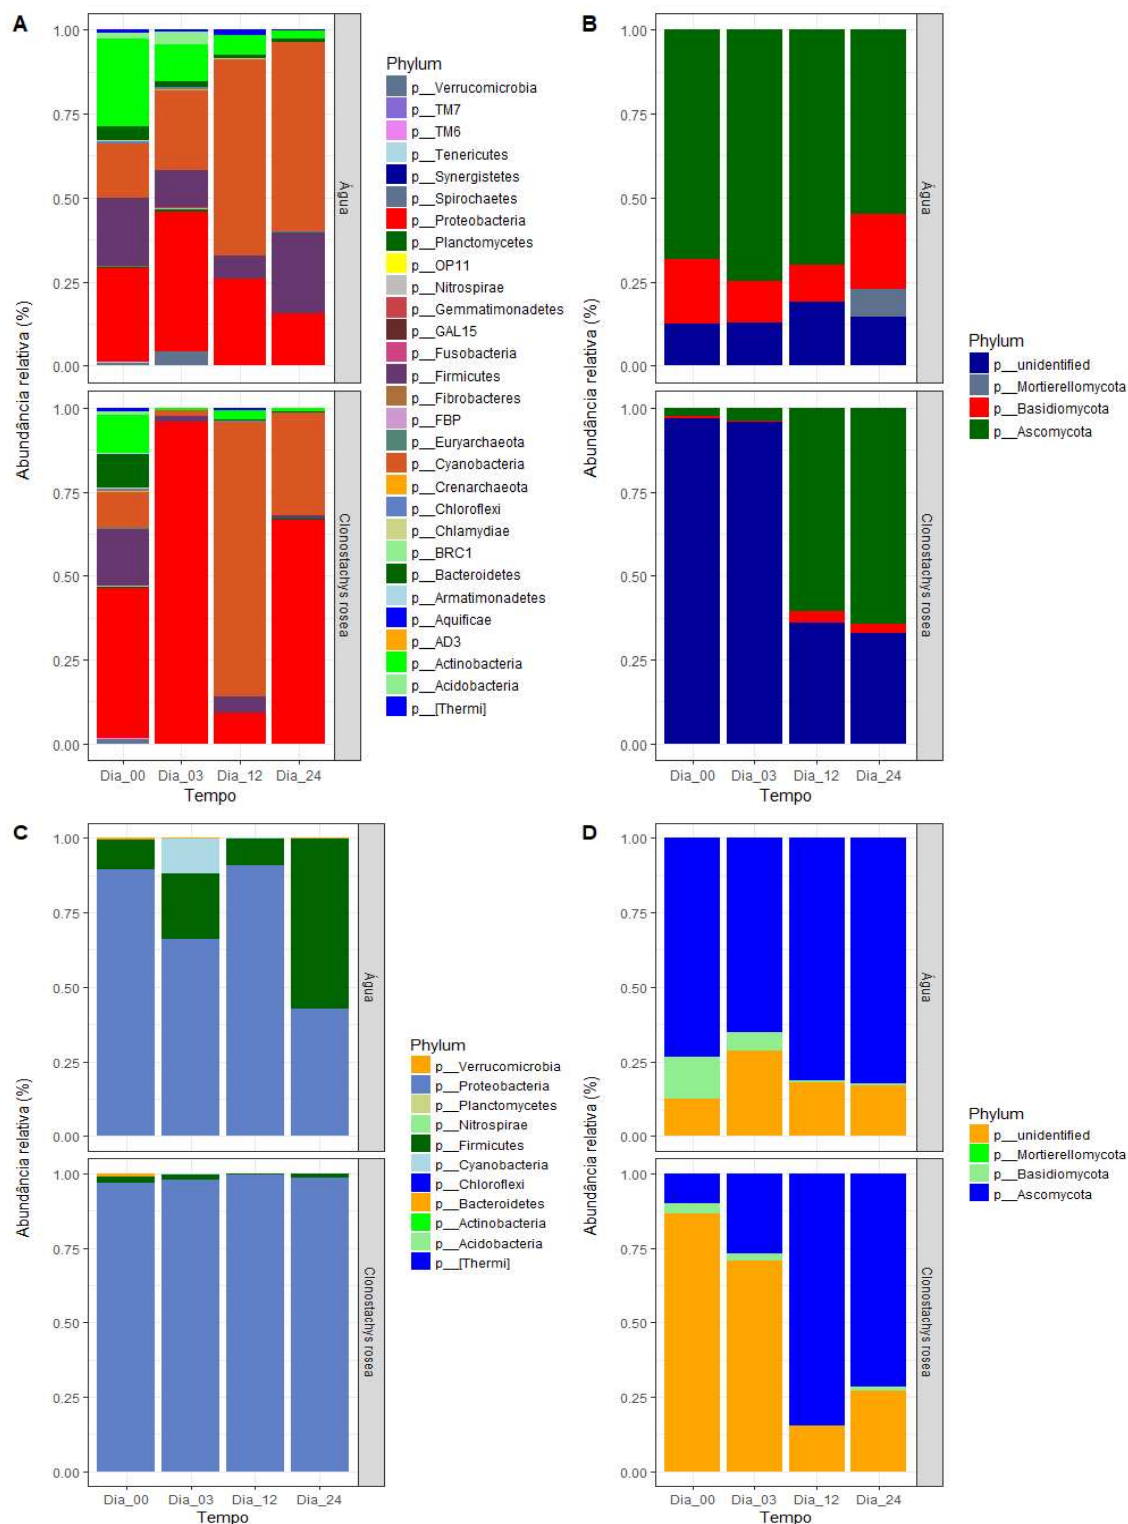 A
Abundância relativa (%)
1.00
0.75
0.50
0.25
0.00
Água
1.00
0.75
0.50
0.25
0.00
Clonostachys rosea
Dia_00 Dia_03 Dia_12 Dia_24
Tempo
Phylum
p__Verrucomicrobia
p__TM7
p__TM6
p__Tenericutes
p__Synergistetes
p__Spirochaetes
p__Proteobacteria
p__Planctomycetes
p__OP11
p__Nitrospirae
p__Gemmatimonadetes
p__GAL15
p__Fusobacteria
p__Firmicutes
p__Fibrobacteres
p__FBP
p__Euryarchaeota
p__Cyanobacteria
p__Crenarchaeota
p__Chloroflexi
p__Chlamydiae
p__BRC1
p__Bacteroidetes
p__Armatimonadetes
p__Aquificae
p__AD3
p__Actinobacteria
p__Acidobacteria
p__[Thermi]
Abundância relativa (%)
B
Abundância relativa (%)
1.00
0.75
0.50
0.25
0.00
Água
Abundância relativa (%)
1.00
0.75
0.50
0.25
0.00
Clonostachys rosea
Dia_00 Dia_03 Dia_12 Dia_24
Tempo
Phylum
p__unidentified
p__Mortierellomycota
p__Basidiomycota
p__Ascomycota
C
1.00
0.75
0.50
0.25
0.00
Água
Abundância relativa (%)
1.00
0.75
0.50
0.25
0.00
Clonostachys rosea
Dia_00 Dia_03 Dia_12 Dia_24
Tempo
Phylum
p__Verrucomicrobia
p__Proteobacteria
p__Planctomycetes
p__Nitrospirae
p__Firmicutes
p__Cyanobacteria
p__Chloroflexi
p__Bacteroidetes
p__Actinobacteria
p__Acidobacteria
p__[Thermi]
D
1.00
0.75
0.50
0.25
0.00
Água
Abundância relativa (%)
1.00
0.75
0.50
0.25
0.00
Clonostachys rosea
Dia_00 Dia_03 Dia_12 Dia_24
Tempo
Phylum
p__unidentified
p__Mortierellomycota
p__Basidiomycota
p__Ascomycota